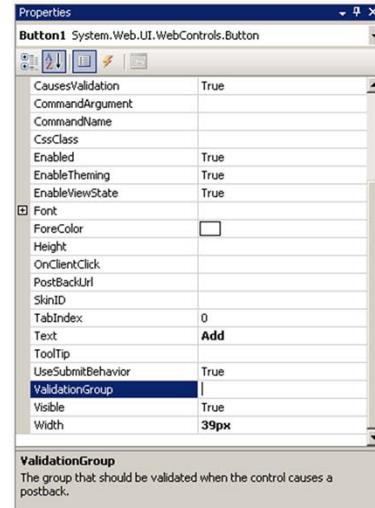 Properties
Button1 System.Web.UI.WebControls.Button
CausesValidation True
CommandArgument
CommandName
CssClass
Enabled True
EnableTheming True
EnableViewState True
Font
ForeColor
Height
OnClientClick
PostBackUrl
SkinID
TabIndex 0
Text Add
ToolTip
UseSubmitBehavior True
ValidationGroup
Visible True
Width 39px
ValidationGroup
The group that should be validated when the control causes a
postback.